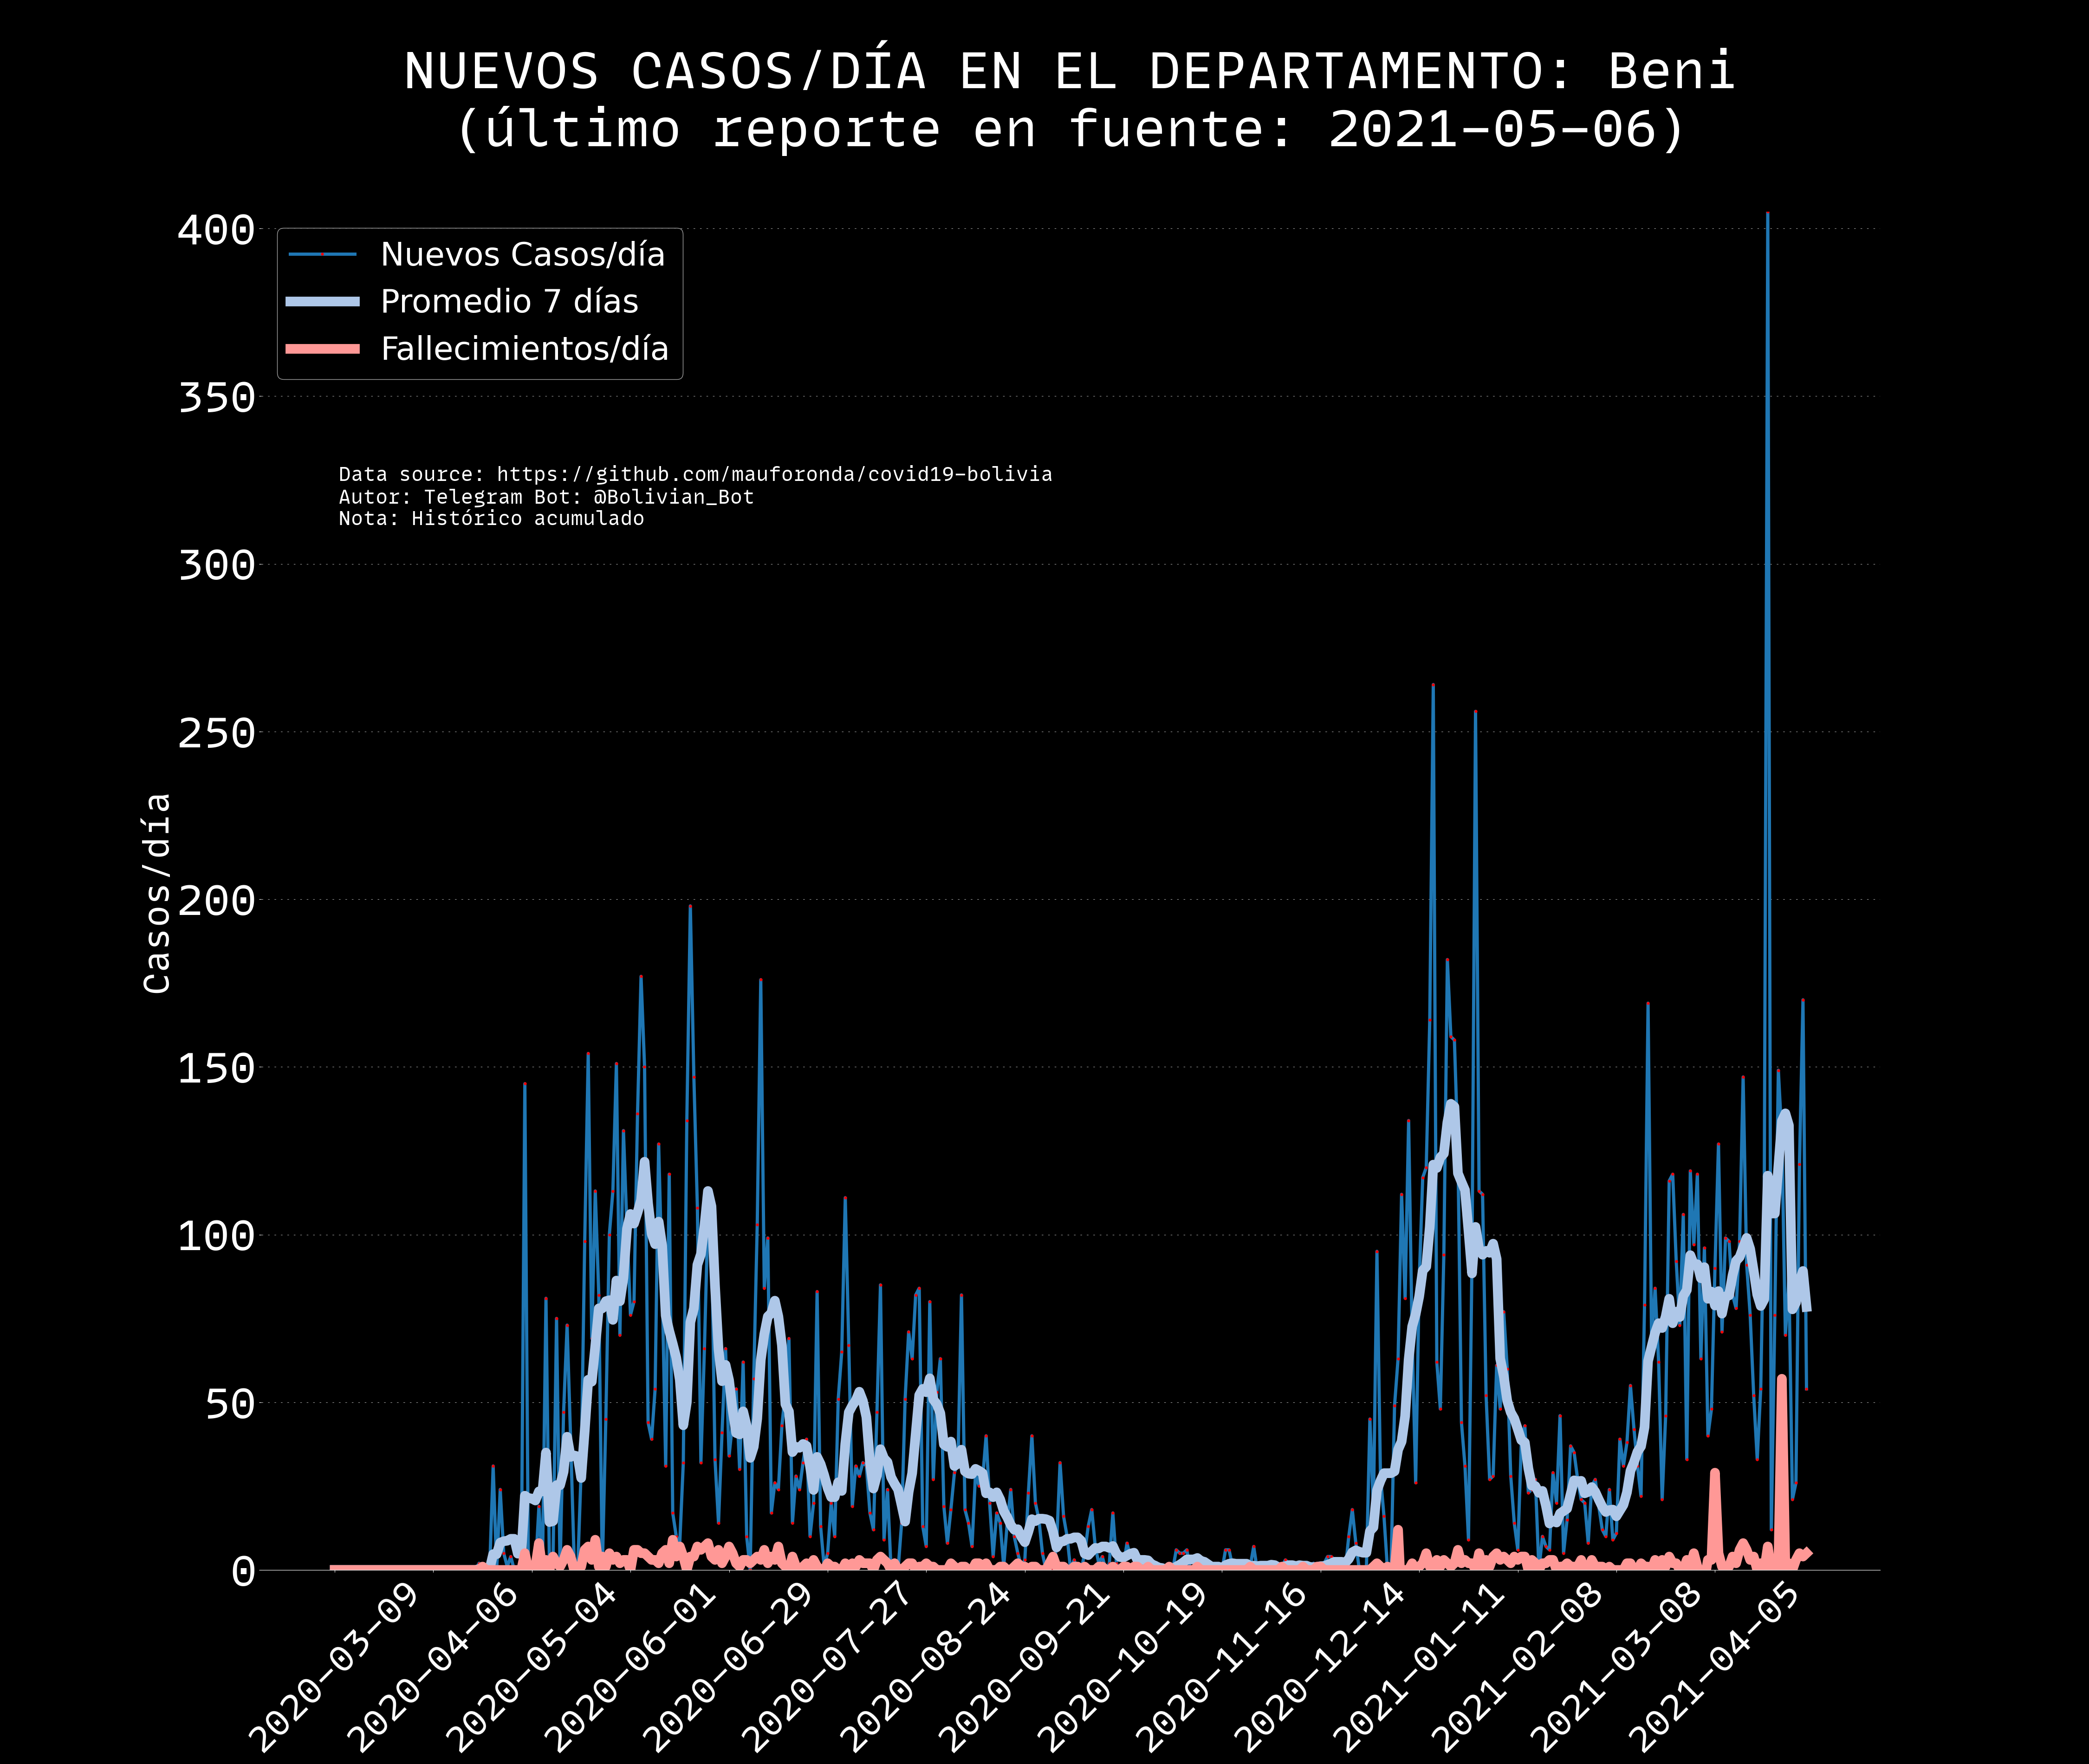 NUEVOS CASOS/DÍA EN EL DEPARTAMENTO: Beni
(último reporte en fuente: 2021-05-06)
400
350
300
250
200
150
100
50
0
Casos/día
Nuevos Casos/día
Promedio 7 días
Fallecimientos/día
Data source: https://github.com/mauforonda/covid19-bolivia
Autor: Telegram Bot: @Bolivian_Bot
Nota: Histórico acumulado
2020-03-09
2020-04-06
2020-05-04
2020-06-01
2020-06-29
2020-07-27
2020-08-24
2020-09-21
2020-10-19
2020-11-16
2020-12-14
2021-01-11
2021-02-08
2021-03-08
2021-04-05